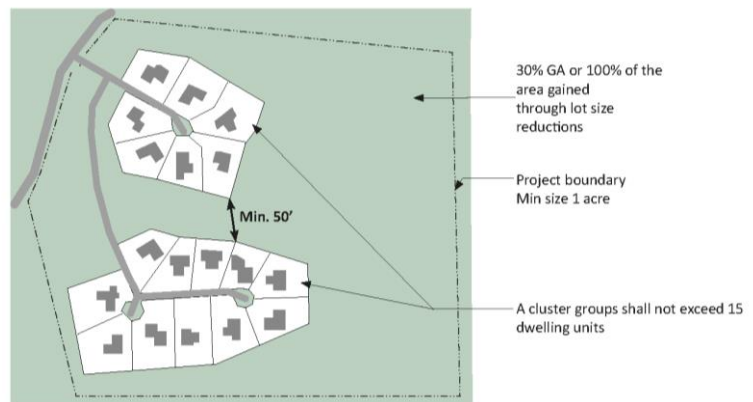 30% GA or 100% of the
area gained
through lot size
reductions
Project boundary
Min size 1 acre
Min. 50'
A cluster groups shall not exceed 15
dwelling units